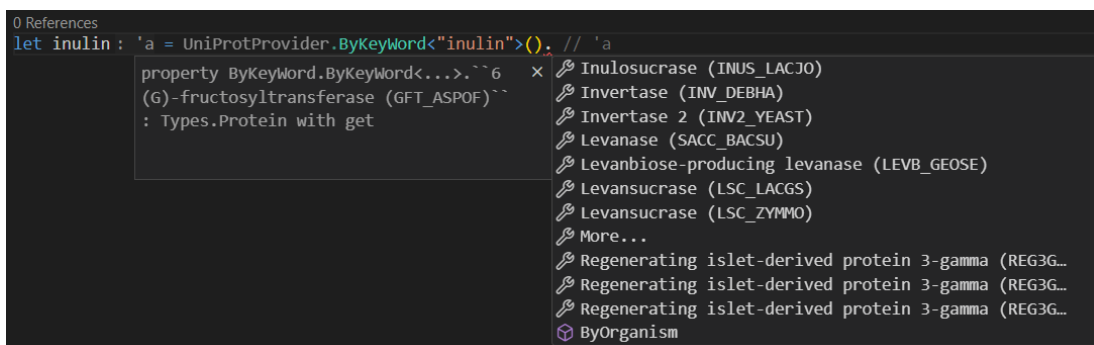 0 References
let inulin : 'a = UniProtProvider.ByKeyWord<"inulin">(). // 'a
property ByKeyWord.ByKeyWord<...>.``6
(G)-fructosyltransferase (GFT_ASPOF)``
: Types.Protein with get
Inulosucrase (INUS_LACJO)
Invertase (INV_DEBHA)
Invertase 2 (INV2_YEAST)
Levanase (SACC_BACSU)
Levanbiose-producing levanase (LEVB_GEOSE)
Levansucrase (LSC_LACGS)
Levansucrase (LSC_ZYMMO)
More...
Regenerating islet-derived protein 3-gamma (REG3G…
Regenerating islet-derived protein 3-gamma (REG3G…
Regenerating islet-derived protein 3-gamma (REG3G…
ByOrganism